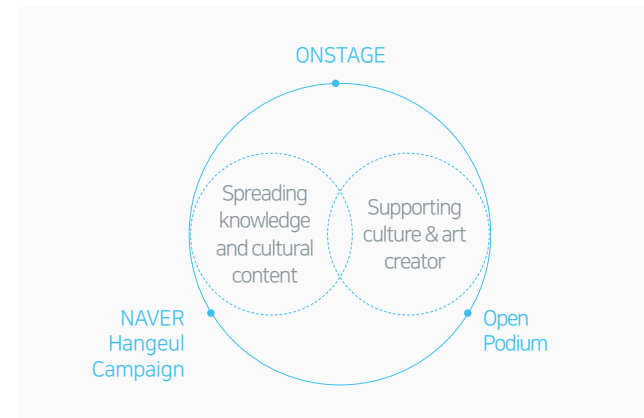 ONSTAGE
Spreading
knowledge
and cultural
content
Supporting
culture & art
creator
NAVER
Hangeul
Campaign
Open
Podium